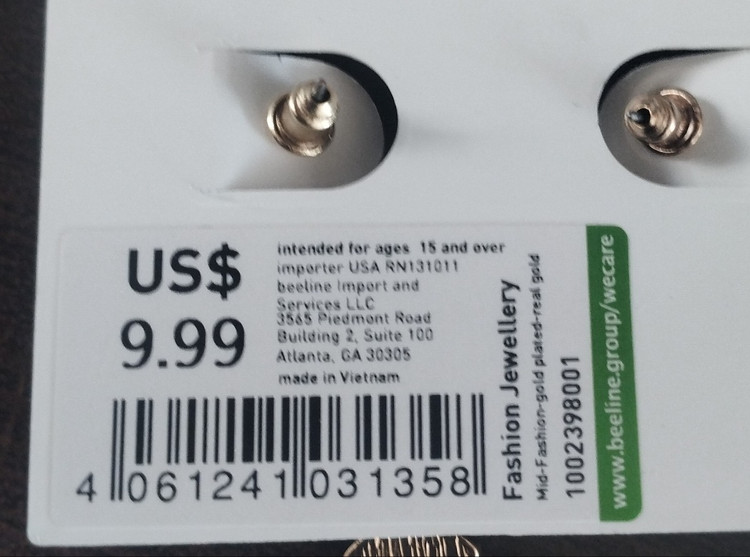 US$
9.99
intended for ages 15 and over
importer USA RN131011
beeline Import and
Services LLC
3565 Piedmont Road
Building 2, Suite 100
Atlanta, GA 30305
made in Vietnam
4 061241 031358
Fashion Jewellery
Mid-Fashion-gold plated-real gold
1002398001
www.beeline.group/wecare